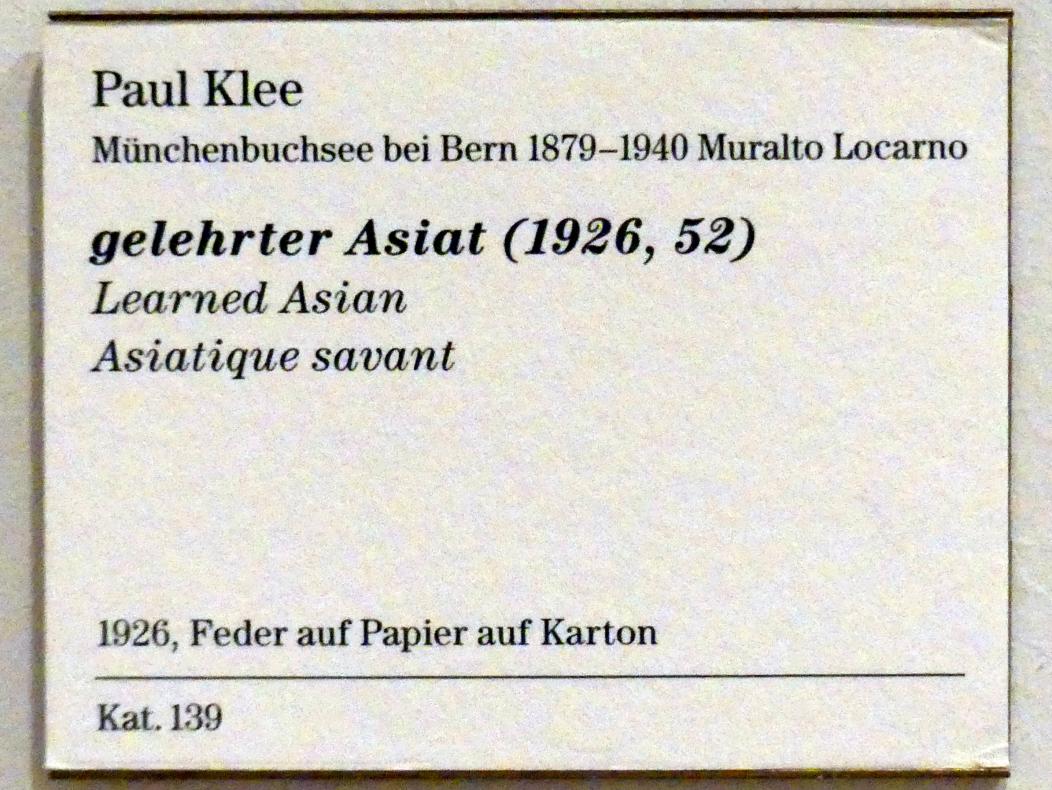 Paul Klee
Münchenbuchsee bei Bern 1879–1940 Muralto Locarno
gelehrter Asiat (1926, 52)
Learned Asian
Asiatique savant
1926, Feder auf Papier auf Karton
Kat. 139